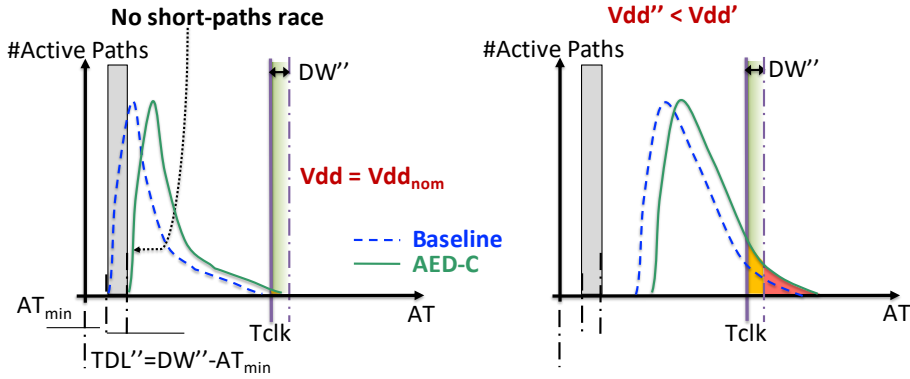 No short-paths race
Vdd'' < Vdd'
#Active Paths
#Active Paths
DW''
DW''
Vdd = Vddnom
Baseline
AED-C
ATmin
AT
AT
Tclk
Tclk
TDL''=DW''-ATmin